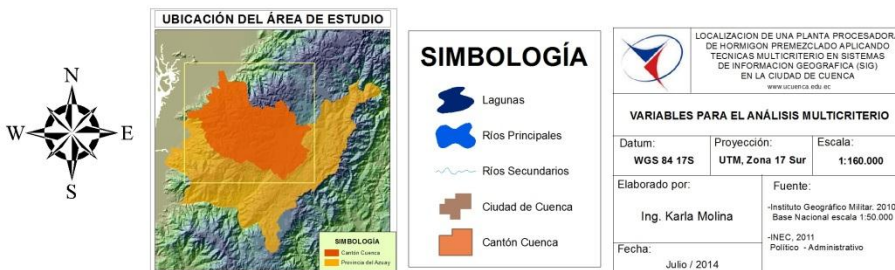 N
W
E
S
UBICACIÓN DEL ÁREA DE ESTUDIO
SIMBOLOGÍA
Cantón Cuenca
Provincia del Azuay
SIMBOLOGÍA
Lagunas
Ríos Principales
Ríos Secundarios
Ciudad de Cuenca
Cantón Cuenca
LOCALIZACION DE UNA PLANTA PROCESADORA
DE HORMIGON PREMEZCLADO APLICANDO
TECNICAS MULTICRITERIO EN SISTEMAS
DE INFORMACION GEOGRAFICA (SIG)
EN LA CIUDAD DE CUENCA
www.ucuenca.edu.ec
VARIABLES PARA EL ANÁLISIS MULTICRITERIO
Datum:
WGS 84 17S
Proyección:
UTM, Zona 17 Sur
Escala:
1:160.000
Elaborado por:
Ing. Karla Molina
Fecha:
Julio / 2014
Fuente:
-Instituto Geográfico Militar, 2010
Base Nacional escala 1:50.000
-INEC, 2011
Político - Administrativo